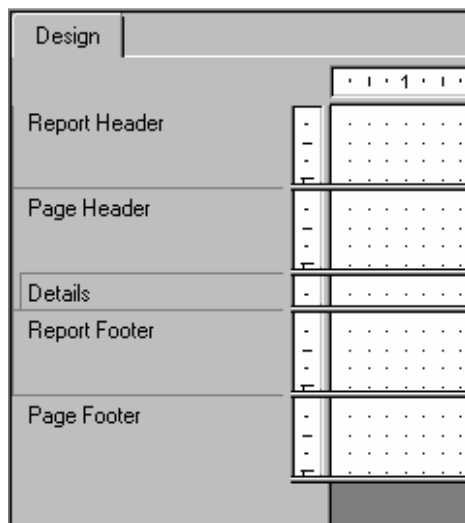 Design
1
Report Header
Page Header
Details
Report Footer
Page Footer